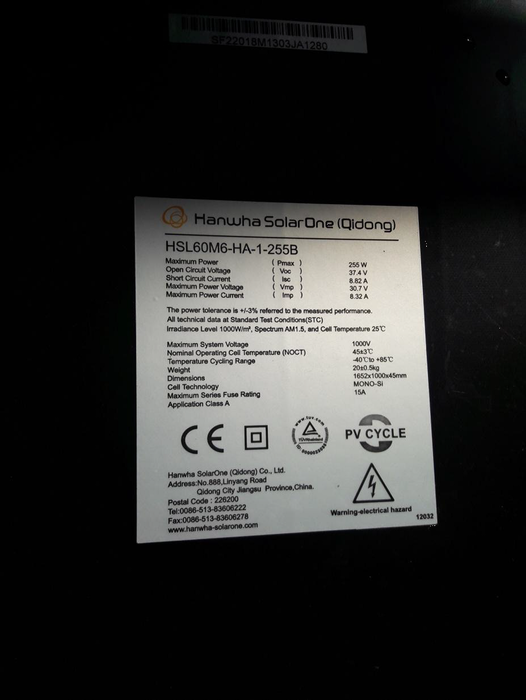 SF22018M1303JA1280
Hanwha SolarOne (Qidong)
HSL60M6-HA-1-255B
Maximum Power ( Pmax ) 255 W
Open Circuit Voltage ( Voc ) 37.4 V
Short Circuit Current ( Isc ) 8.82 A
Maximum Power Voltage ( Vmp ) 30.7 V
Maximum Power Current ( Imp ) 8.32 A
The power tolerance is +/-3% referred to the measured performance.
All technical data at Standard Test Conditions(STC)
Irradiance Level 1000W/m², Spectrum AM1.5, and Cell Temperature 25℃
Maximum System Voltage 1000V
Nominal Operating Cell Temperature (NOCT) 45±3℃
Temperature Cycling Range -40℃to +85℃
Weight 20±0.5kg
Dimensions 1652x1000x45mm
Cell Technology MONO-Si
Maximum Series Fuse Rating 15A
Application Class A
CE
www.tuv.com
TÜVRheinland
PV CYCLE
Hanwha SolarOne (Qidong) Co., Ltd.
Address:No.888,Linyang Road
Qidong City Jiangsu Province,China.
Postal Code : 226200
Tel:0086-513-83606222
Fax:0086-513-83606278
www.hanwha-solarone.com
Warning-electrical hazard
12032